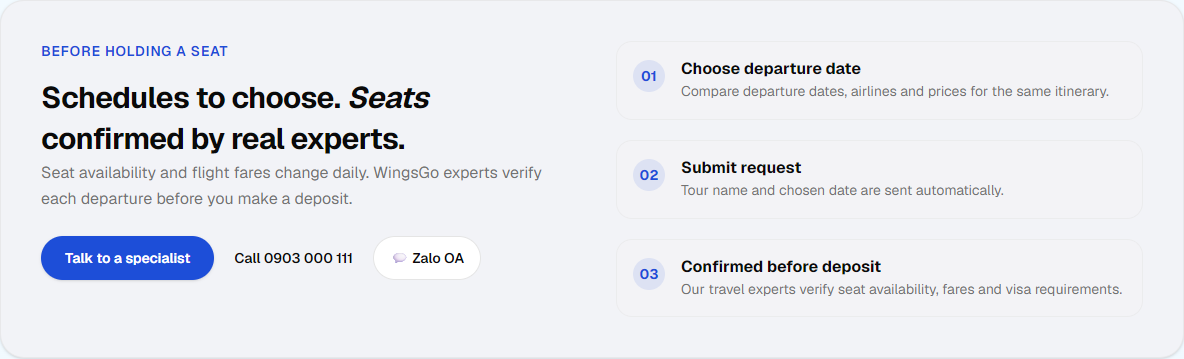 BEFORE HOLDING A SEAT
Schedules to choose. Seats
confirmed by real experts.
Seat availability and flight fares change daily. WingsGo experts verify
each departure before you make a deposit.
Talk to a specialist
Call 0903 000 111
Zalo OA
01
Choose departure date
Compare departure dates, airlines and prices for the same itinerary.
02
Submit request
Tour name and chosen date are sent automatically.
03
Confirmed before deposit
Our travel experts verify seat availability, fares and visa requirements.